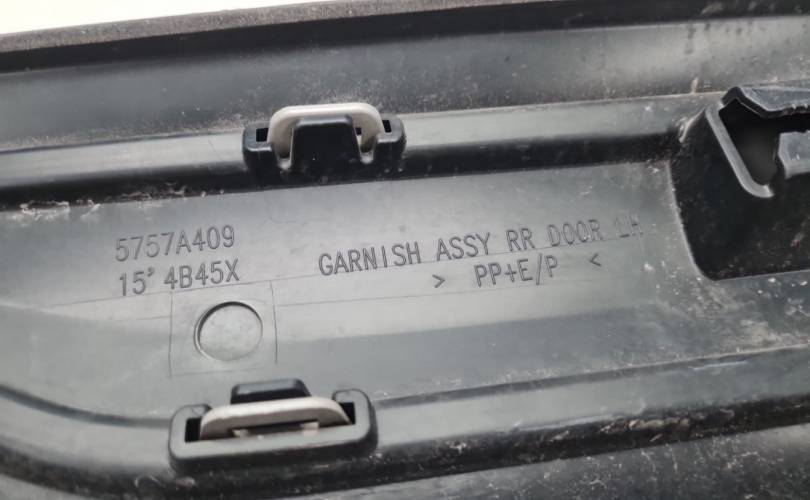 5757A409
15' 4B45X
GARNISH ASSY RR DOOR LH
> PP+E/P <